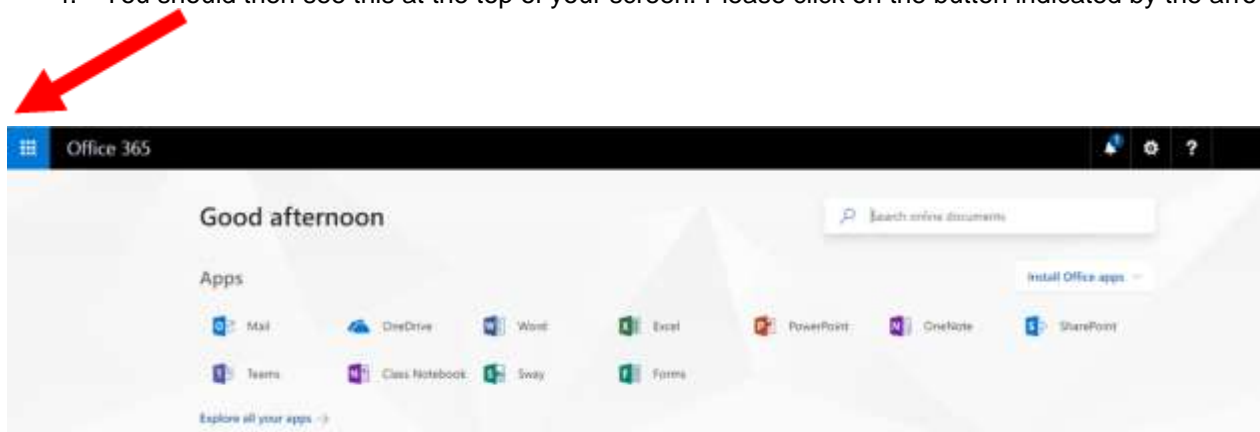 You should then see this at the top of your screen. Please click on the button indicated by the
Office 365
1
?
Good afternoon
Search online documents
Apps
Install Office apps
Mail OneDrive Word Excel PowerPoint OneNote SharePoint
Teams Class Notebook Sway Forms
Explore all your apps →